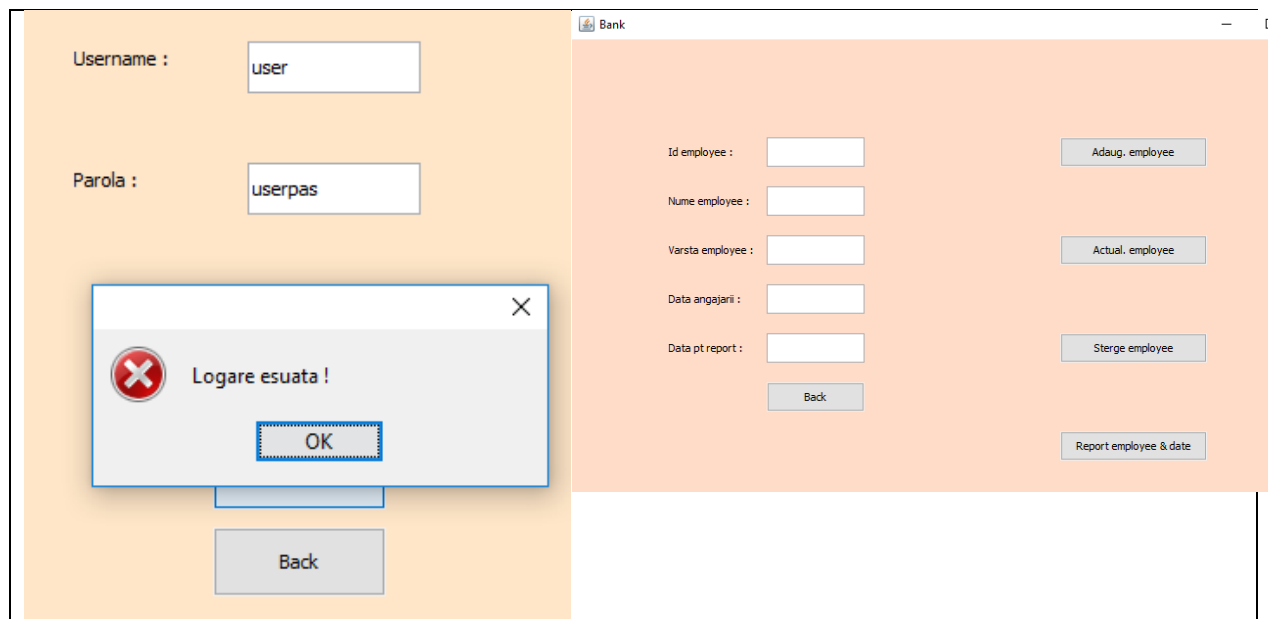 Username :
user
Parola :
userpas
Logare esuata !
OK
Back
Bank
Id employee :
Adaug. employee
Nume employee :
Varsta employee :
Actual. employee
Data angajarii :
Data pt report :
Sterge employee
Back
Report employee & date